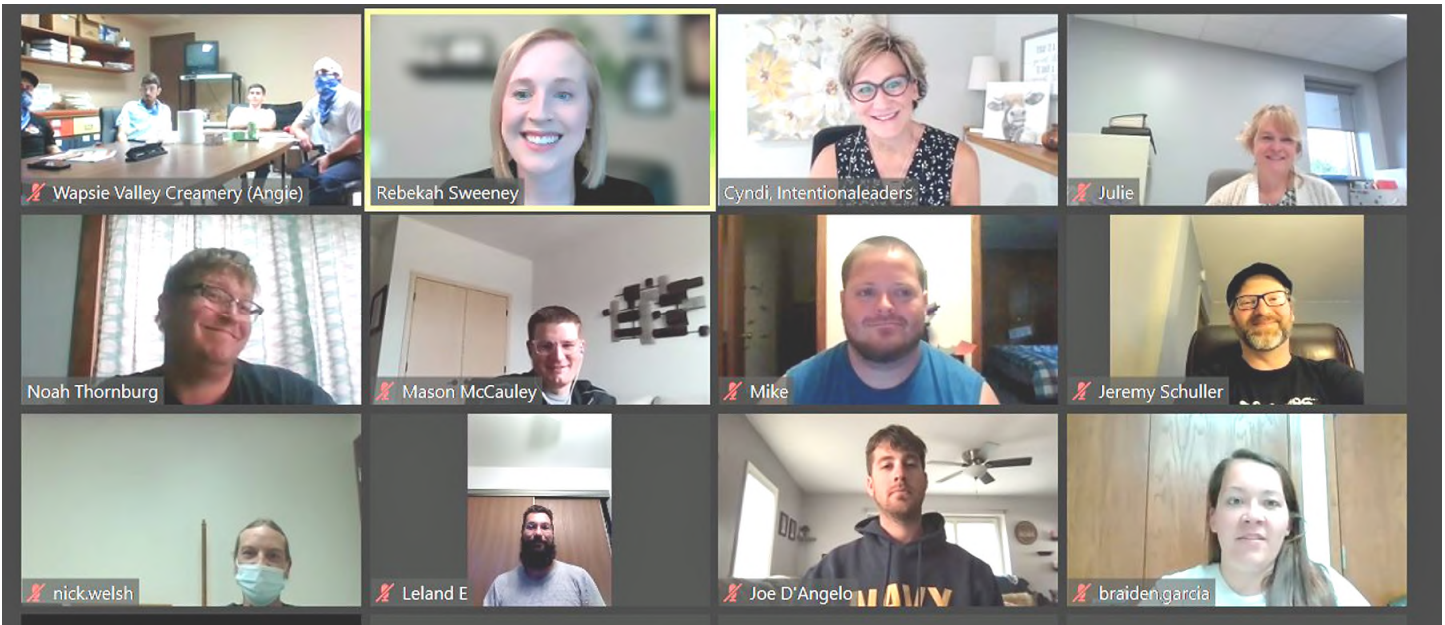 Wapsie Valley Creamery (Angie)
Rebekah Sweeney
Cyndi, Intentionaleaders
Julie
Noah Thornburg
Mason McCauley
Mike
Jeremy Schuller
nick.welsh
Leland E
Joe D'Angelo
NAVY
braiden.garcia